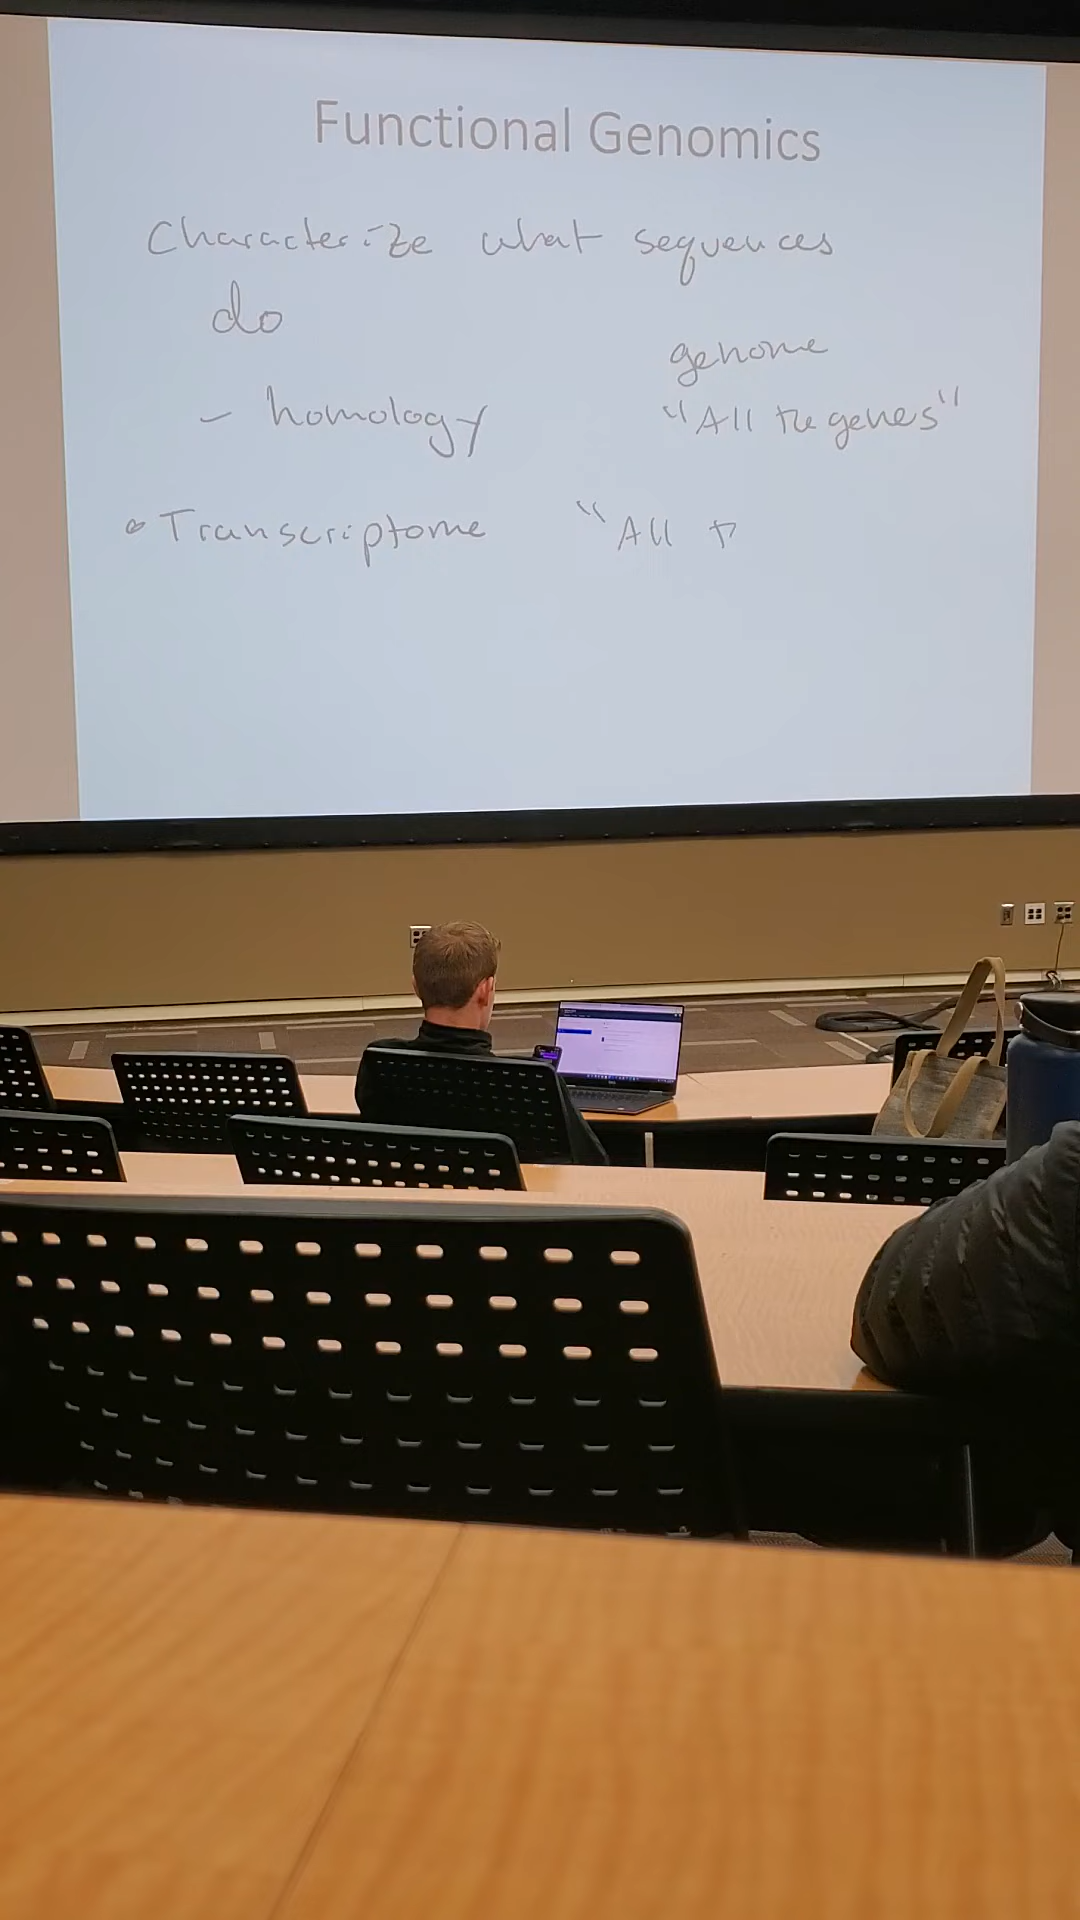 Functional Genomics
Characterize what sequences
do
genome
- homology
"All the genes"
• Transcriptome "All